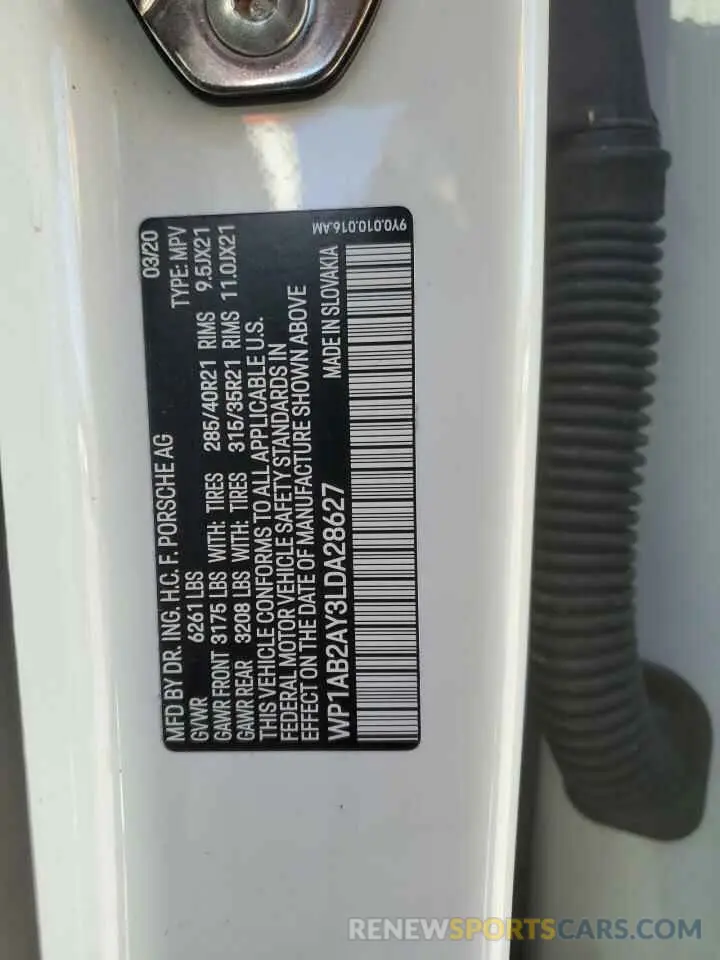 MFD BY DR. ING. H.C. F. PORSCHE AG 03/20
GVWR 6261 LBS TYPE: MPV
GAWR FRONT 3175 LBS WITH: TIRES 285/40R21 RIMS 9.5JX21
GAWR REAR 3208 LBS WITH: TIRES 315/35R21 RIMS 11.0JX21
THIS VEHICLE CONFORMS TO ALL APPLICABLE U.S.
FEDERAL MOTOR VEHICLE SAFETY STANDARDS IN
EFFECT ON THE DATE OF MANUFACTURE SHOWN ABOVE
WP1AB2AY3LDA28627 MADE IN SLOVAKIA
9Y0.010.016.AM
RENEWSPORTSCARS.COM